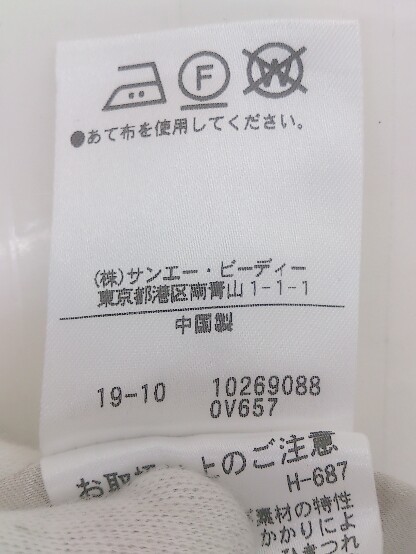 F W
●あて布を使用してください。
(株)サンエー・ビーディー
東京都港区南青山1-1-1
中国製
19-10 10269088
0V657
お取扱い上のご注意
H-687
素材の特性
かかりによ